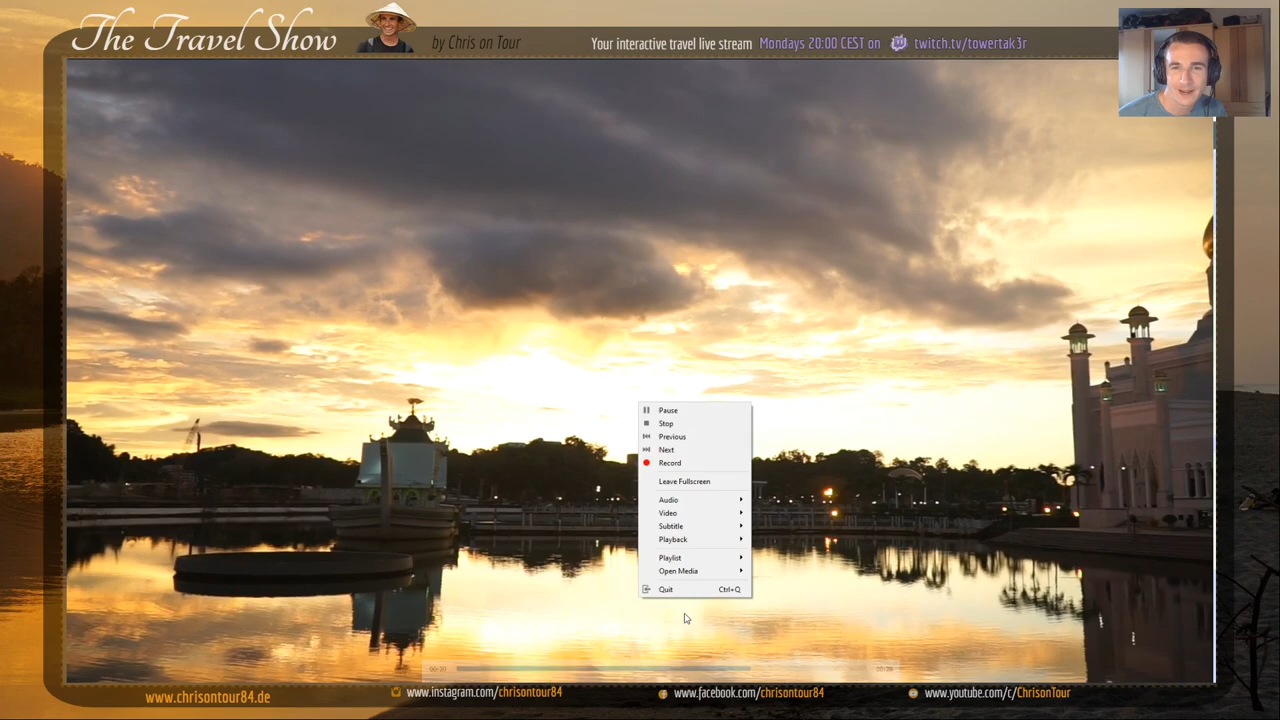 The Travel Show
by Chris on Tour
Your interactive travel live stream Mondays 20:00 CEST on twitch.tv/towertak3r
Pause
Stop
Previous
Next
Record
Leave Fullscreen
Audio
Video
Subtitle
Playback
Playlist
Open Media
Quit Ctrl+Q
www.chrisontour84.de
www.instagram.com/chrisontour84
www.facebook.com/chrisontour84
www.youtube.com/c/ChrisonTour